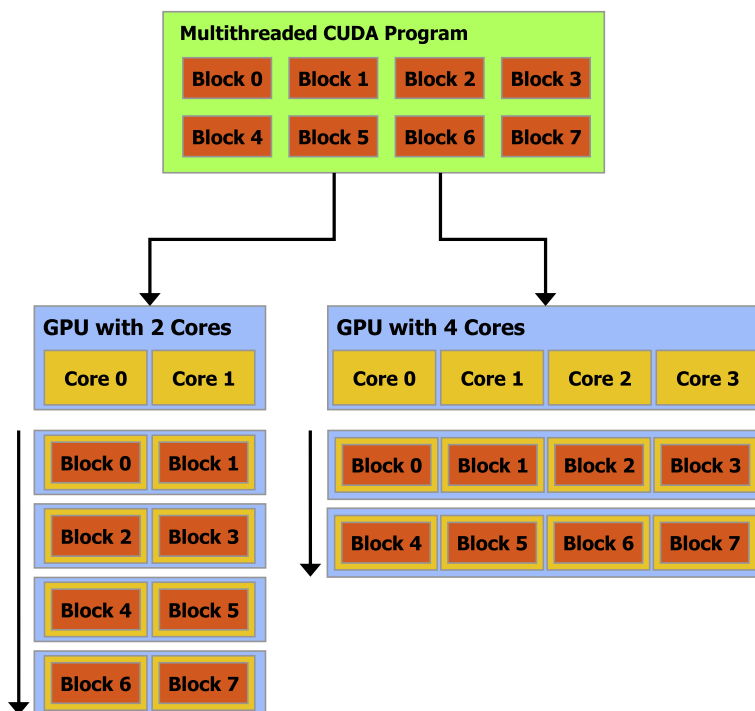 Multithreaded CUDA Program
Block 0 Block 1 Block 2 Block 3
Block 4 Block 5 Block 6 Block 7
GPU with 2 Cores
Core 0 Core 1
Block 0 Block 1
Block 2 Block 3
Block 4 Block 5
Block 6 Block 7
GPU with 4 Cores
Core 0 Core 1 Core 2 Core 3
Block 0 Block 1 Block 2 Block 3
Block 4 Block 5 Block 6 Block 7